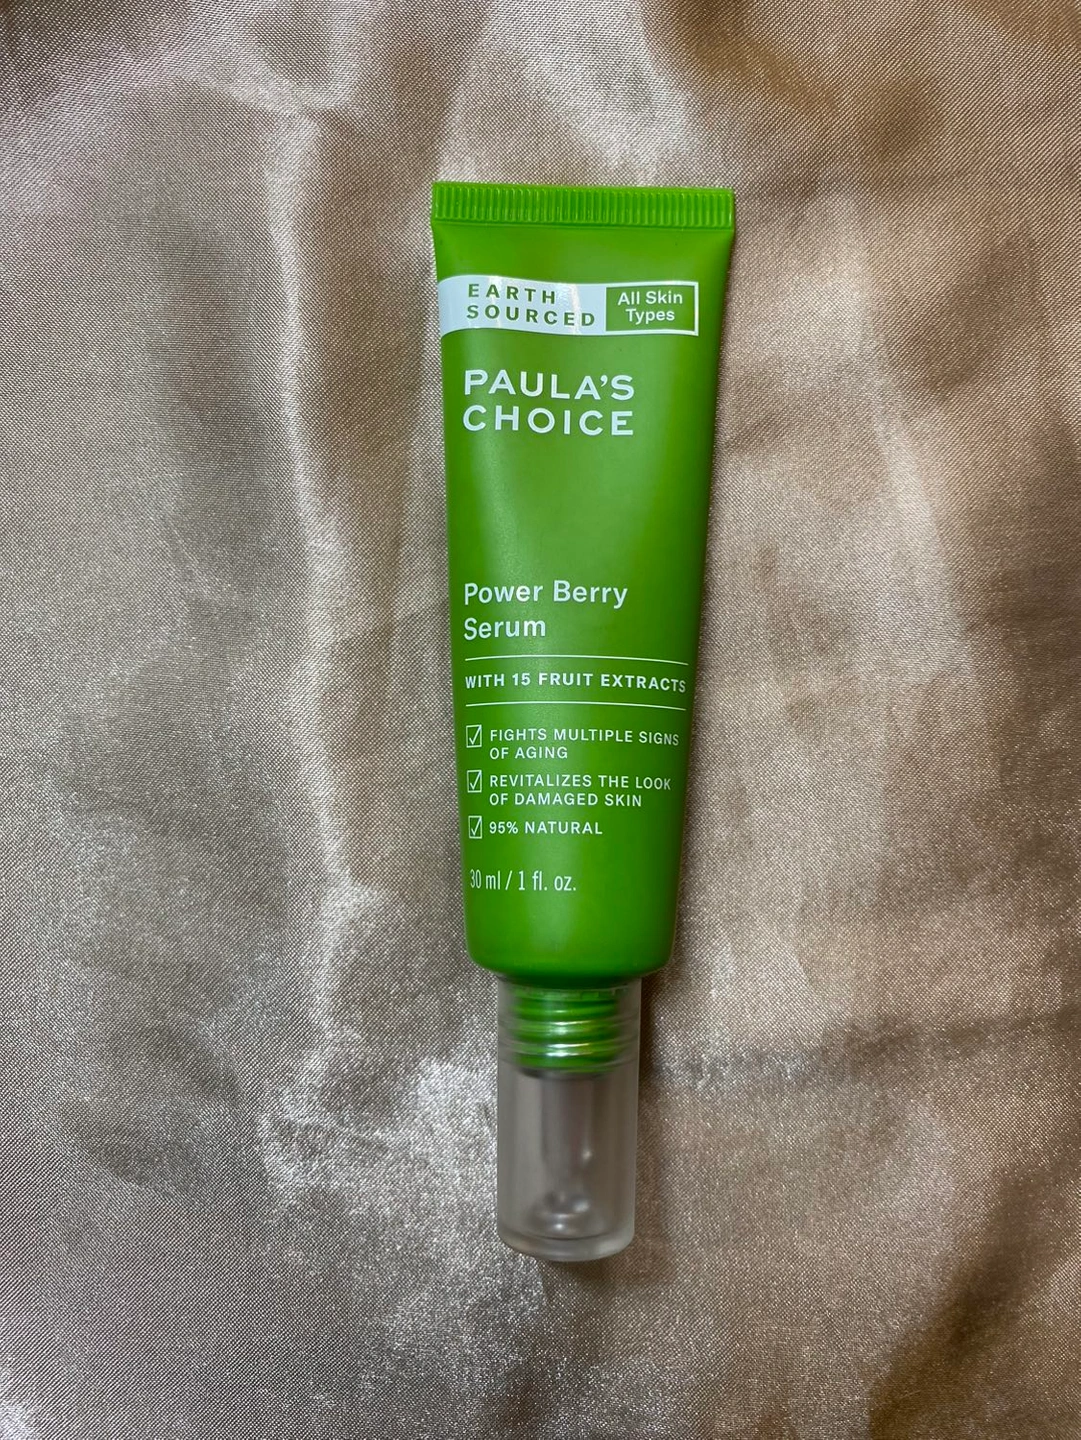 EARTH
SOURCED
All Skin
Types
PAULA'S
CHOICE
Power Berry
Serum
WITH 15 FRUIT EXTRACTS
FIGHTS MULTIPLE SIGNS
OF AGING
REVITALIZES THE LOOK
OF DAMAGED SKIN
95% NATURAL
30 ml / 1 fl. oz.